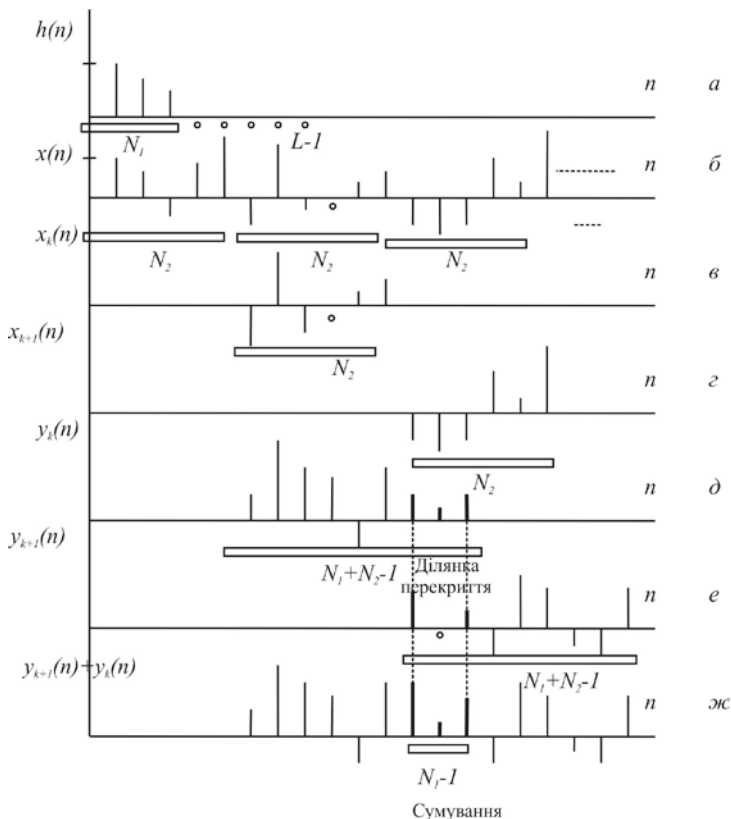 h(n)
n а
N₁
L-1
x(n)
n б
xₖ(n)
N₂ N₂ N₂
n в
xₖ₊₁(n)
N₂
n г
yₖ(n)
N₂
n д
yₖ₊₁(n)
N₁+N₂-1
Ділянка
перекриття
n е
yₖ₊₁(n)+yₖ(n)
N₁+N₂-1
n ж
N₁-1
Сумування